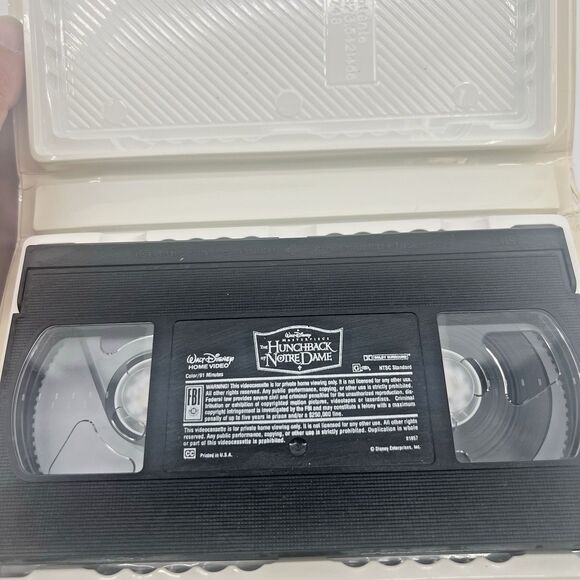 WALT DISNEY
HOME VIDEO
Color/91 Minutes
WALT DISNEY
MASTERPIECE
THE HUNCHBACK
OF NOTRE DAME
DOLBY SURROUND
G NTSC Standard
FBI
WARNING! This videocassette is for private home viewing only. It is not licensed for any other use.
All other rights reserved. Any public performance, copying, or other use is strictly prohibited.
Federal law provides severe civil and criminal penalties for the unauthorized reproduction, dis-
tribution or exhibition of copyrighted motion pictures, videotapes or laserdiscs. Criminal
copyright infringement is investigated by the FBI and may constitute a felony with a maximum
penalty of up to five years in prison and/or a $250,000 fine.
This videocassette is for private home viewing only. It is not licensed for any other use. All other rights
reserved. Any public performance, copying, or other use is strictly prohibited. Duplication in whole
or part of this videocassette is prohibited.
CC Printed in U.S.A.
© Disney Enterprises, Inc.